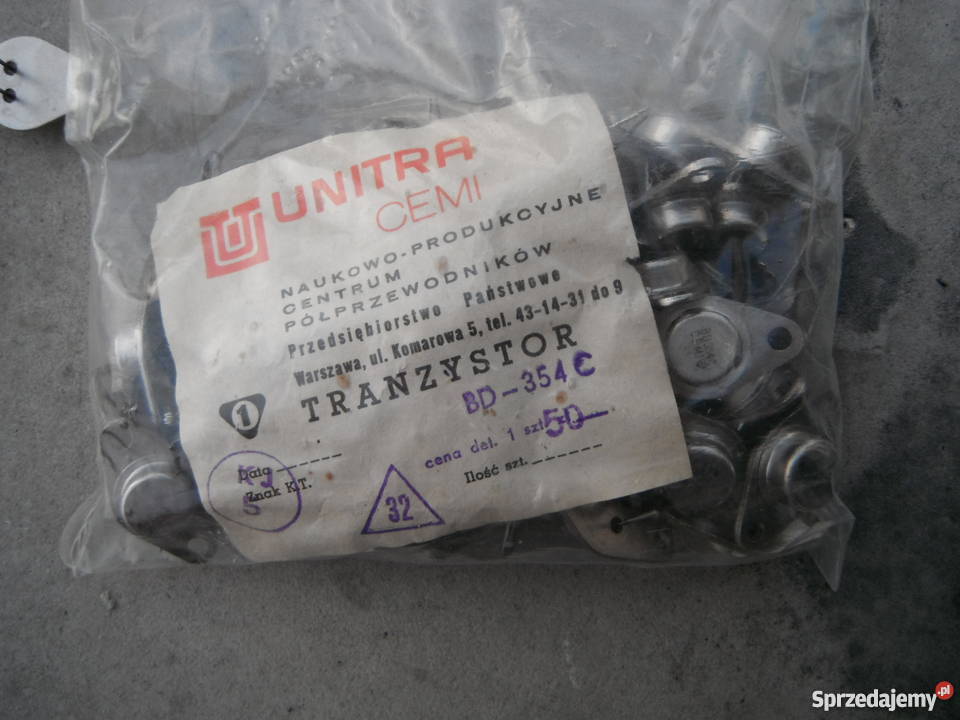 UNITRA
CEMI
NAUKOWO-PRODUKCYJNE
CENTRUM
PÓŁPRZEWODNIKÓW
Przedsiębiorstwo Państwowe
Warszawa, ul. Komarowa 5, tel. 43-14-31 do 9
1 TRANZYSTOR
BD-354C
cena det. 1 szt. 50-
Data
Ilość szt.
Znak K.T.
32
Sprzedajemy.pl